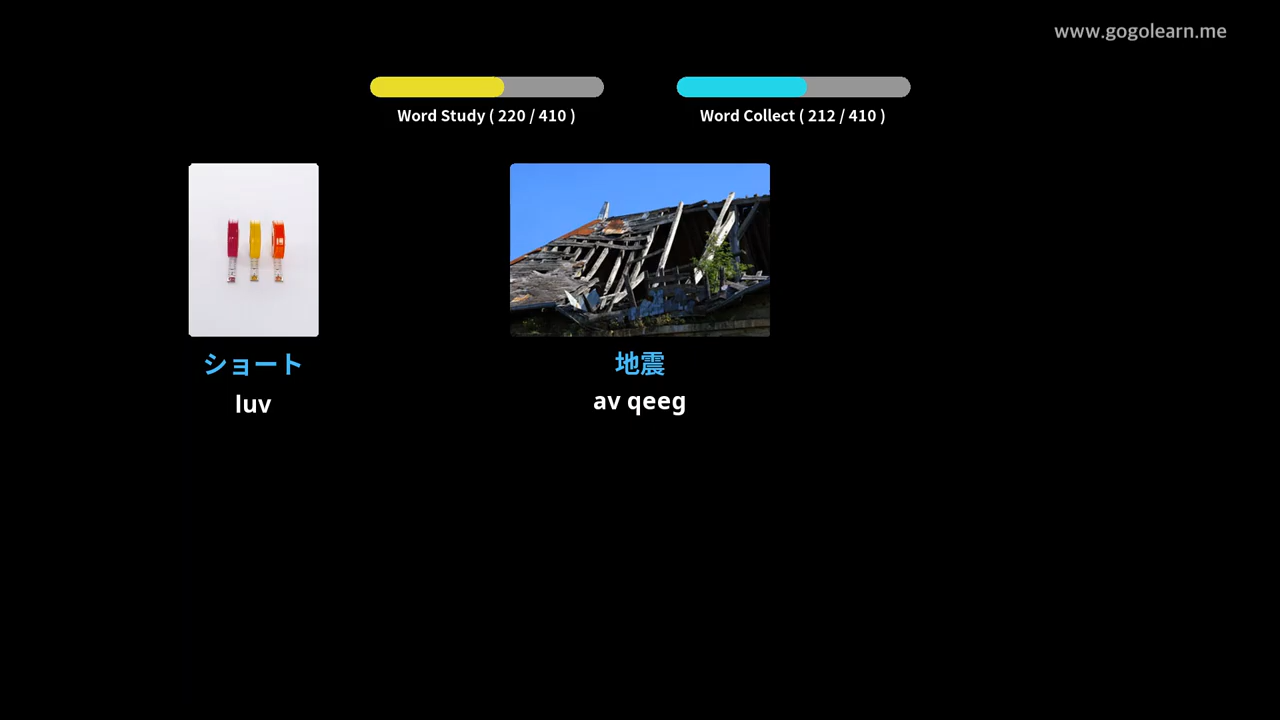 www.gogolearn.me
Word Study ( 220 / 410 )
Word Collect ( 212 / 410 )
ショート
luv
地震
av qeeg